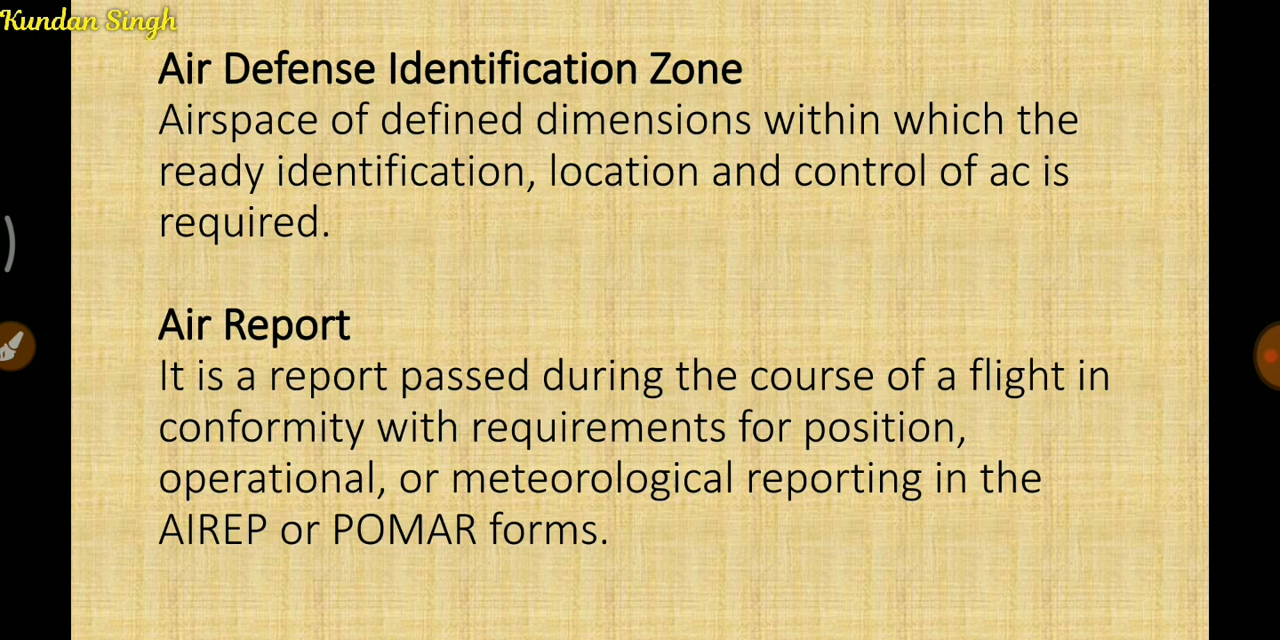 Kundan Singh
Air Defense Identification Zone
Airspace of defined dimensions within which the
ready identification, location and control of ac is
required.
Air Report
It is a report passed during the course of a flight in
conformity with requirements for position,
operational, or meteorological reporting in the
AIREP or POMAR forms.